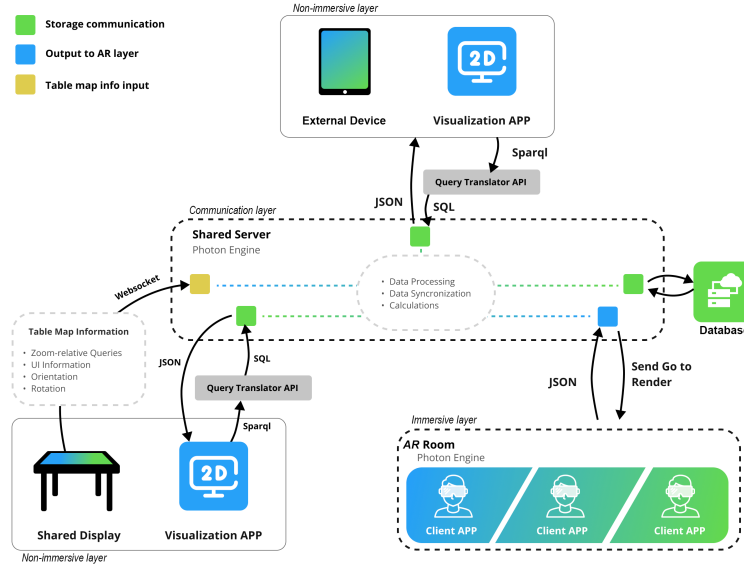 Non-immersive layer
Storage communication
Output to AR layer
Table map info input
2D
External Device
Visualization APP
Sparql
Query Translator API
JSON
SQL
Communication layer
Shared Server
Photon Engine
Websocket
• Data Processing
• Data Syncronization
• Calculations
Database
Table Map Information
• Zoom-relative Queries
• UI Information
• Orientation
• Rotation
JSON
SQL
Query Translator API
Sparql
JSON
Send Go to
Render
Immersive layer
AR Room
Photon Engine
Client APP
Client APP
Client APP
2D
Shared Display
Visualization APP
Non-immersive layer